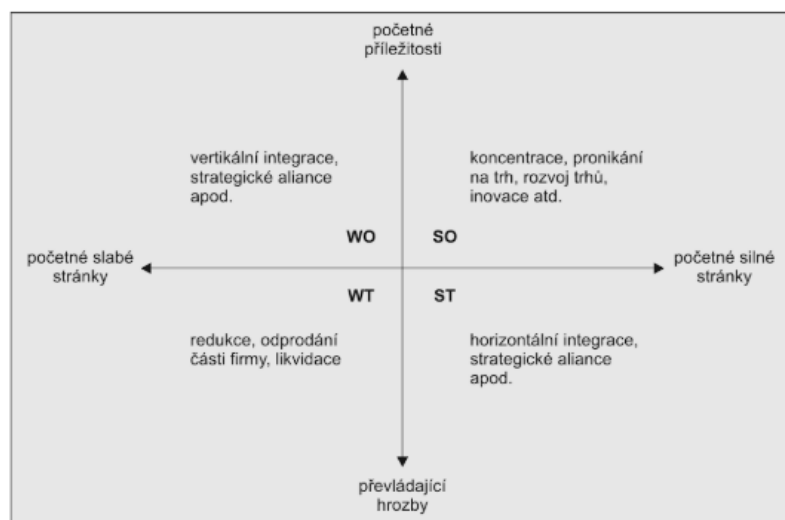 početné
příležitosti
vertikální integrace,
strategické aliance
apod.
koncentrace, pronikání
na trh, rozvoj trhů,
inovace atd.
WO
SO
početné slabé
stránky
početné silné
stránky
WT
ST
redukce, odprodání
části firmy, likvidace
horizontální integrace,
strategické aliance
apod.
převládající
hrozby